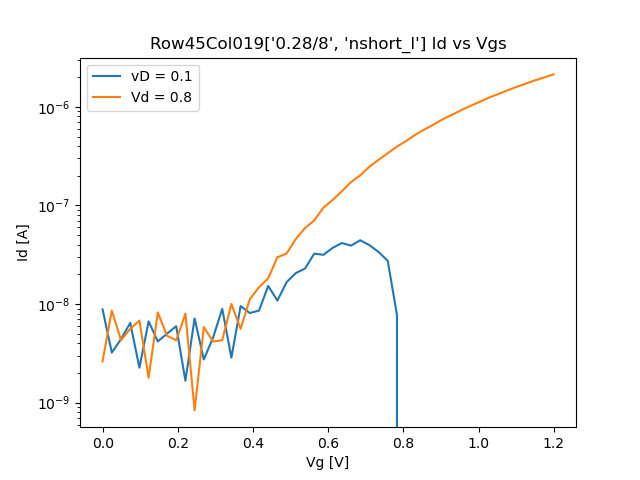 Row45Col019['0.28/8', 'nshort_l'] Id vs Vgs
vD = 0.1
Vd = 0.8
Id [A]
10⁻⁶
10⁻⁷
10⁻⁸
10⁻⁹
0.0 0.2 0.4 0.6 0.8 1.0 1.2
Vg [V]